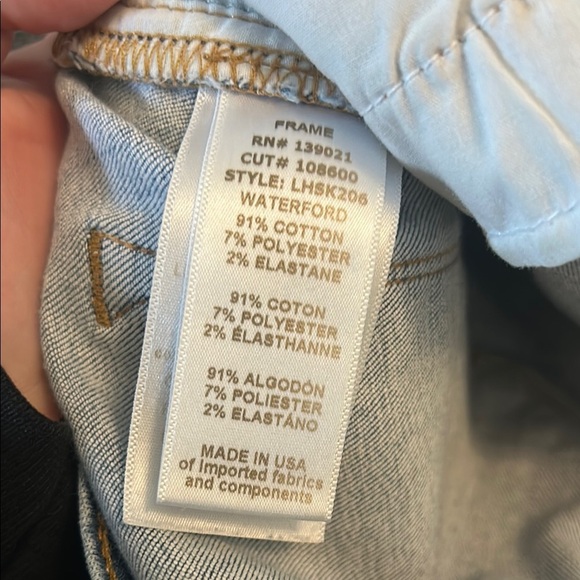 FRAME
RN# 139021
CUT# 108600
STYLE: LHSK206
WATERFORD
91% COTTON
7% POLYESTER
2% ELASTANE
91% COTON
7% POLYESTER
2% ÉLASTHANNE
91% ALGODÓN
7% POLIESTER
2% ELASTÁNO
MADE IN USA
of imported fabrics
and components